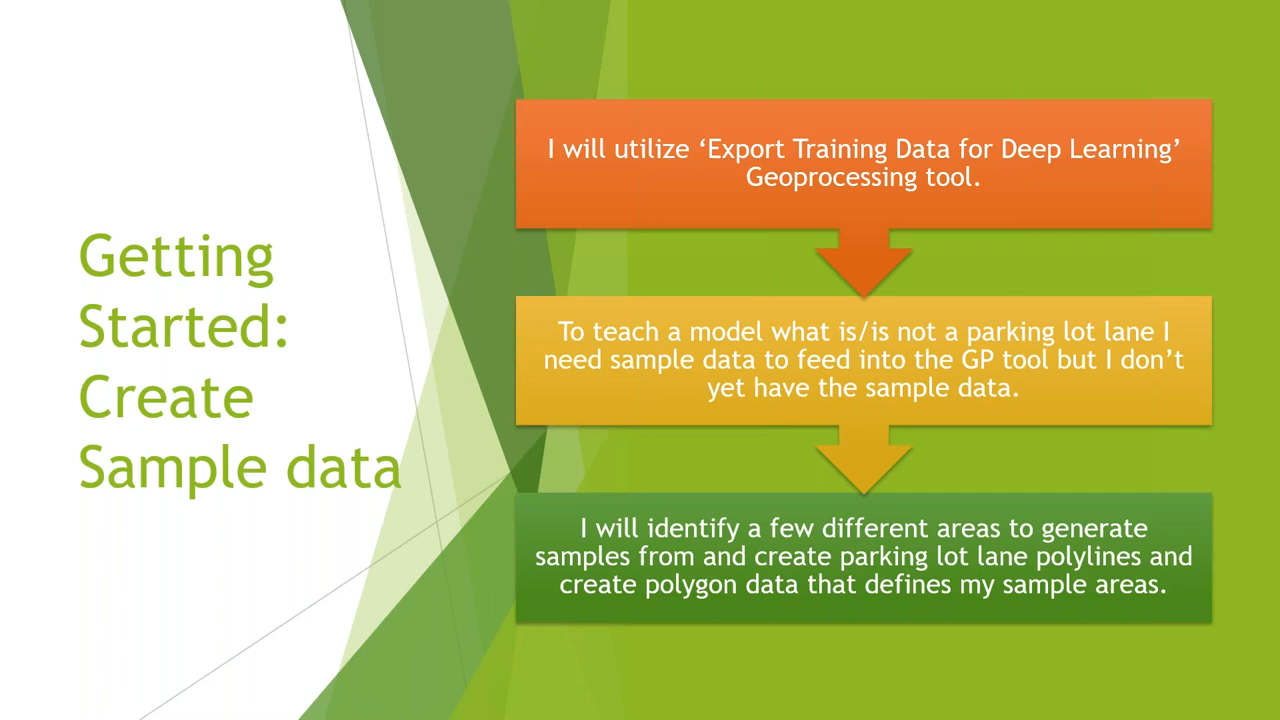 Getting
Started:
Create
Sample data
I will utilize ‘Export Training Data for Deep Learning’
Geoprocessing tool.
To teach a model what is/is not a parking lot lane I
need sample data to feed into the GP tool but I don’t
yet have the sample data.
I will identify a few different areas to generate
samples from and create parking lot lane polylines and
create polygon data that defines my sample areas.